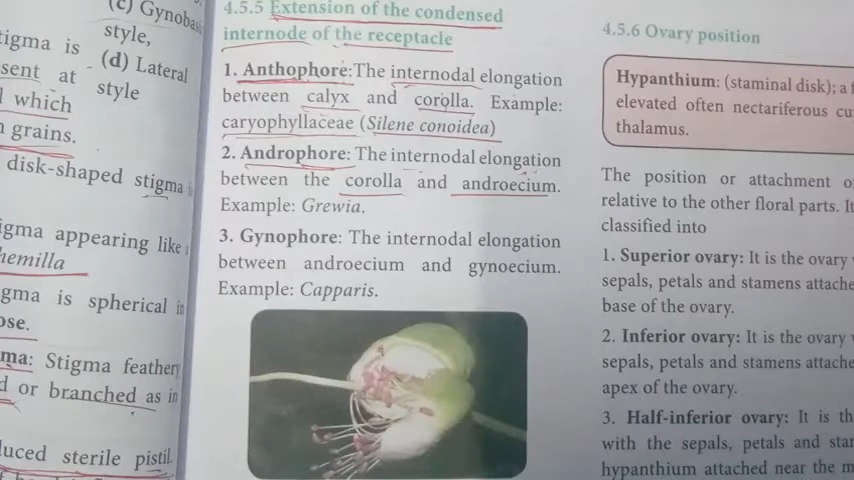 (c) Gynobas
style,
(d) Lateral
style
tigma is
sent at
which
grains.
disk-shaped stigma
igma appearing like
hemilla
gma is spherical in
ose.
ma: Stigma feathery
or branched as in
luced sterile pistil.
4.5.5 Extension of the condensed
internode of the receptacle
1. Anthophore:The internodal elongation
between calyx and corolla. Example:
caryophyllaceae (Silene conoidea)
2. Androphore: The internodal elongation
between the corolla and androecium.
Example: Grewia.
3. Gynophore: The internodal elongation
between androecium and gynoecium.
Example: Capparis.
4.5.6 Ovary position
Hypanthium: (staminal disk); a f
elevated often nectariferous cu
thalamus.
The position or attachment o
relative to the other floral parts. It
classified into
1. Superior ovary: It is the ovary
sepals, petals and stamens attache
base of the ovary.
2. Inferior ovary: It is the ovary
sepals, petals and stamens attache
apex of the ovary.
3. Half-inferior ovary: It is th
with the sepals, petals and star
hypanthium attached near the m